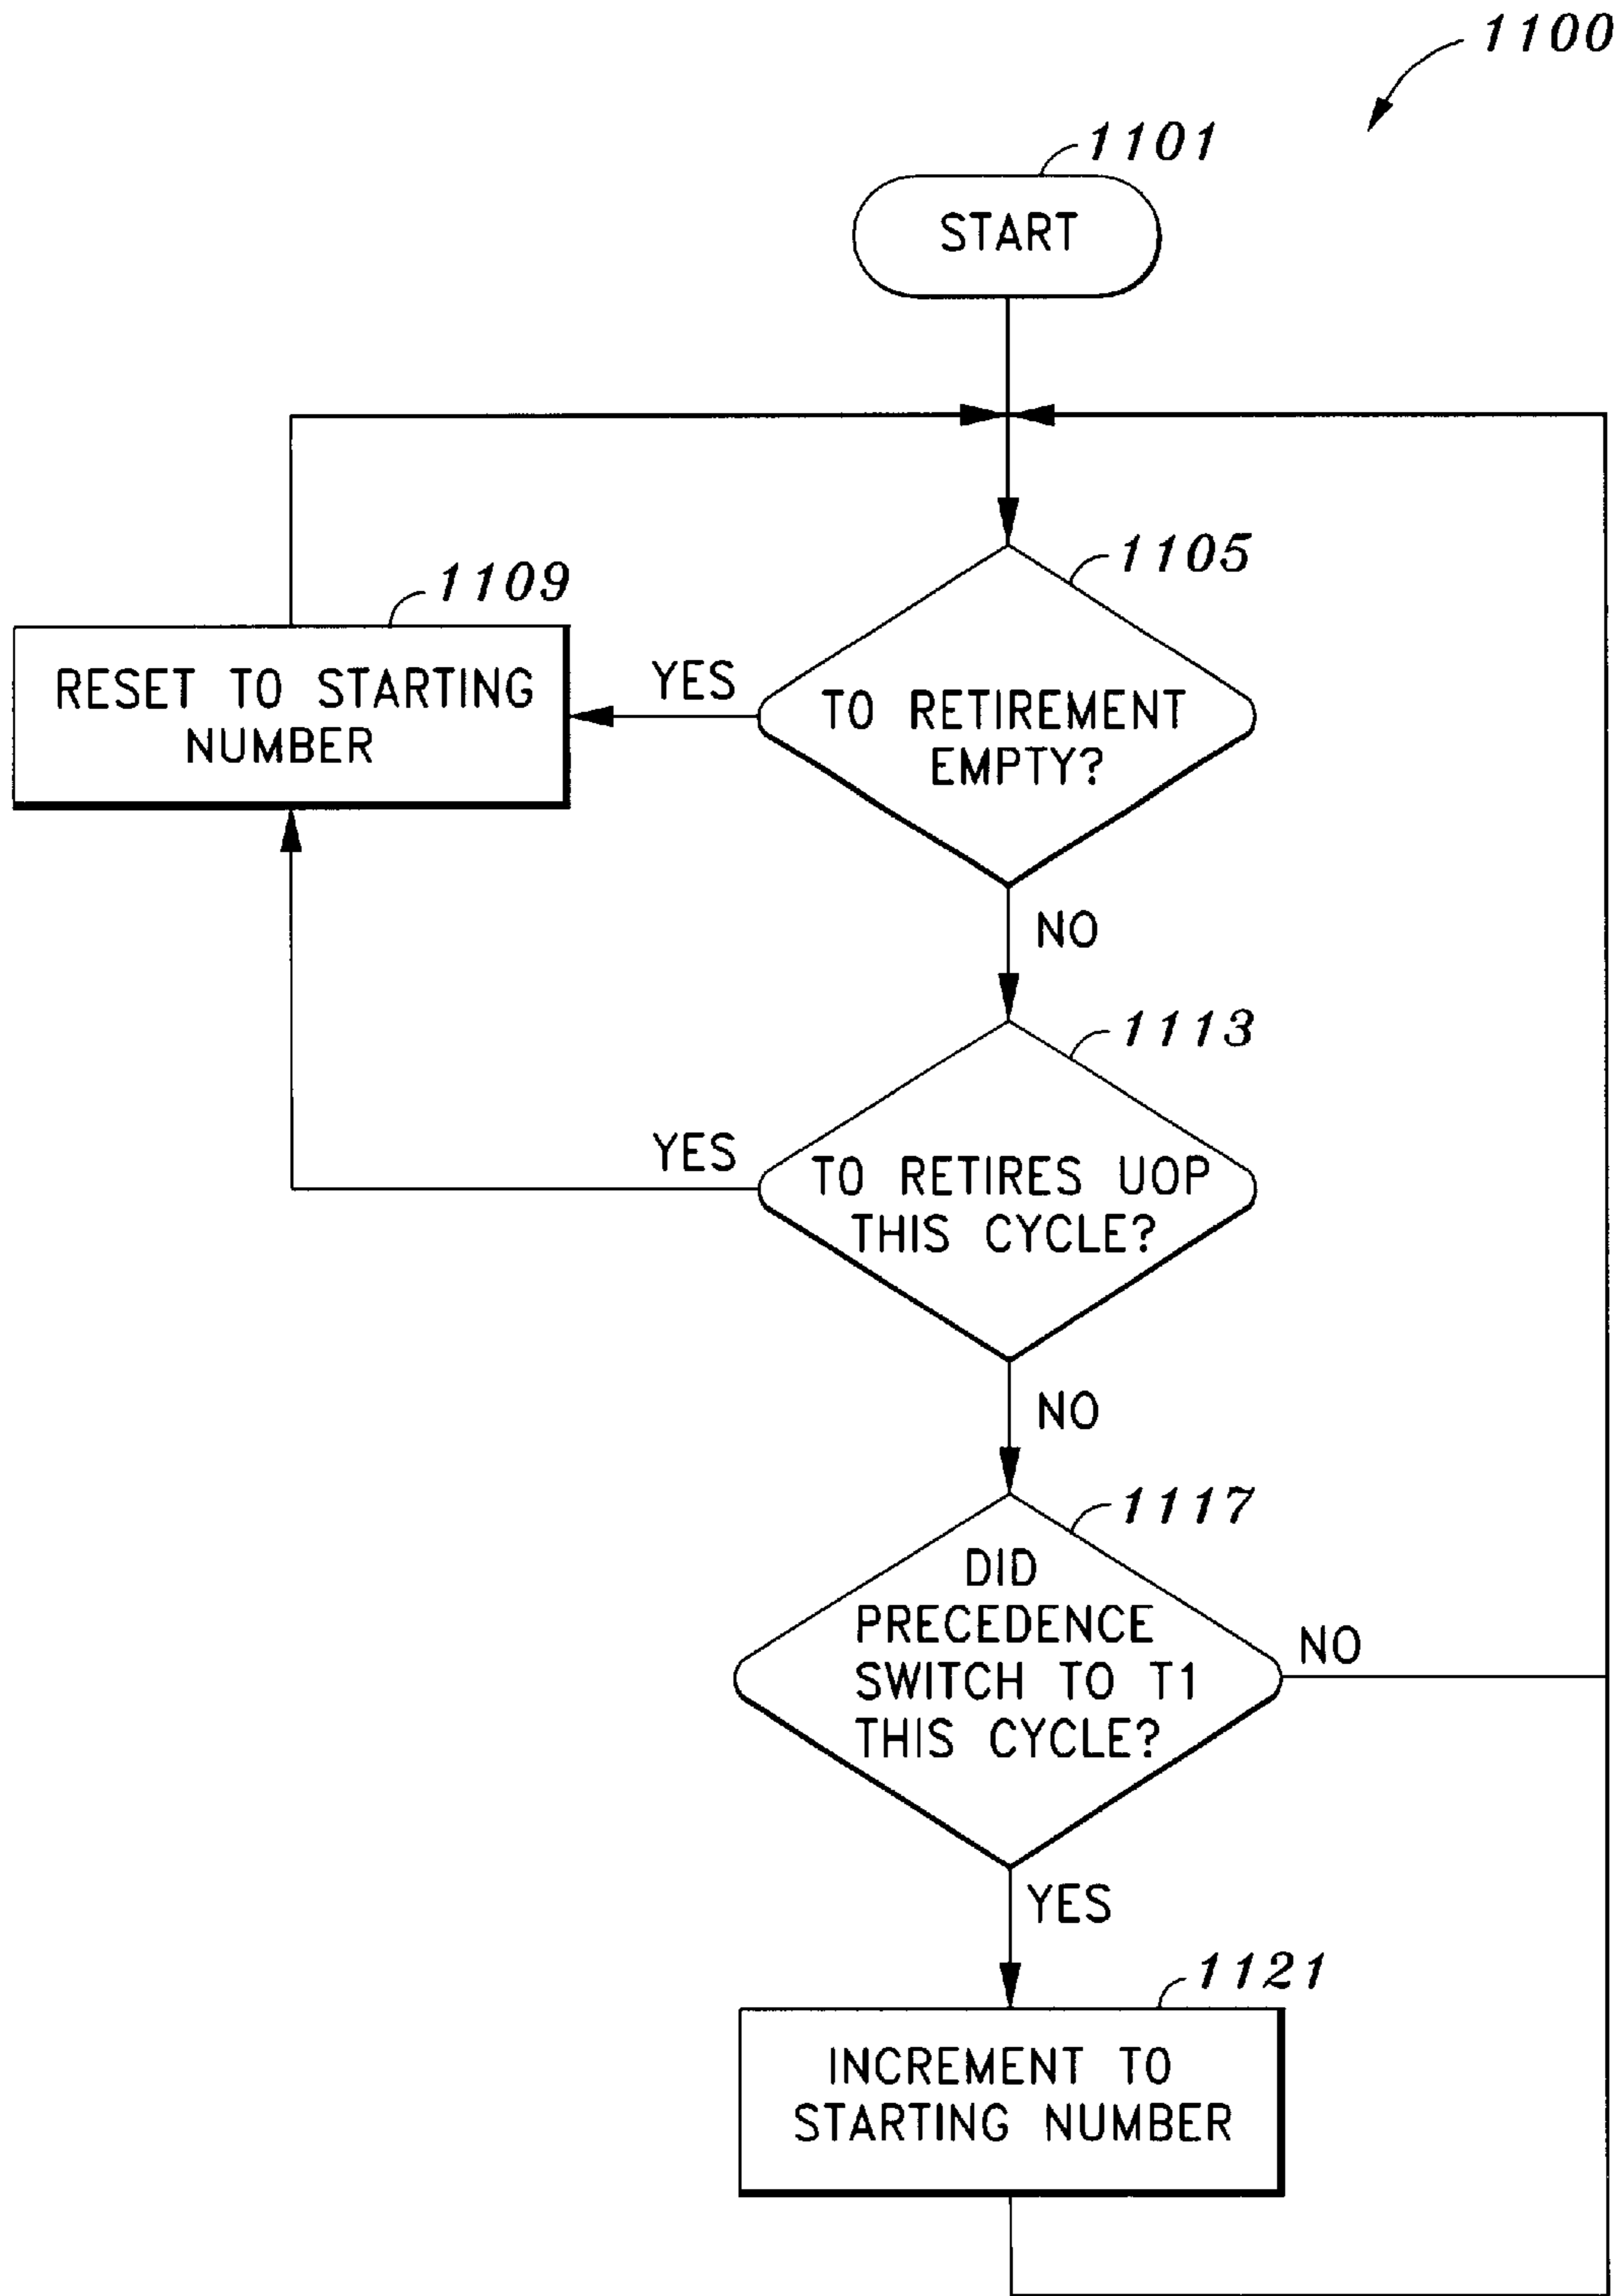 1100
1101
START
1105
1109
RESET TO STARTING
NUMBER
YES
TO RETIREMENT
EMPTY?
NO
1113
YES
TO RETIRES UOP
THIS CYCLE?
NO
1117
DID
PRECEDENCE
SWITCH TO T1
THIS CYCLE?
NO
YES
1121
INCREMENT TO
STARTING NUMBER